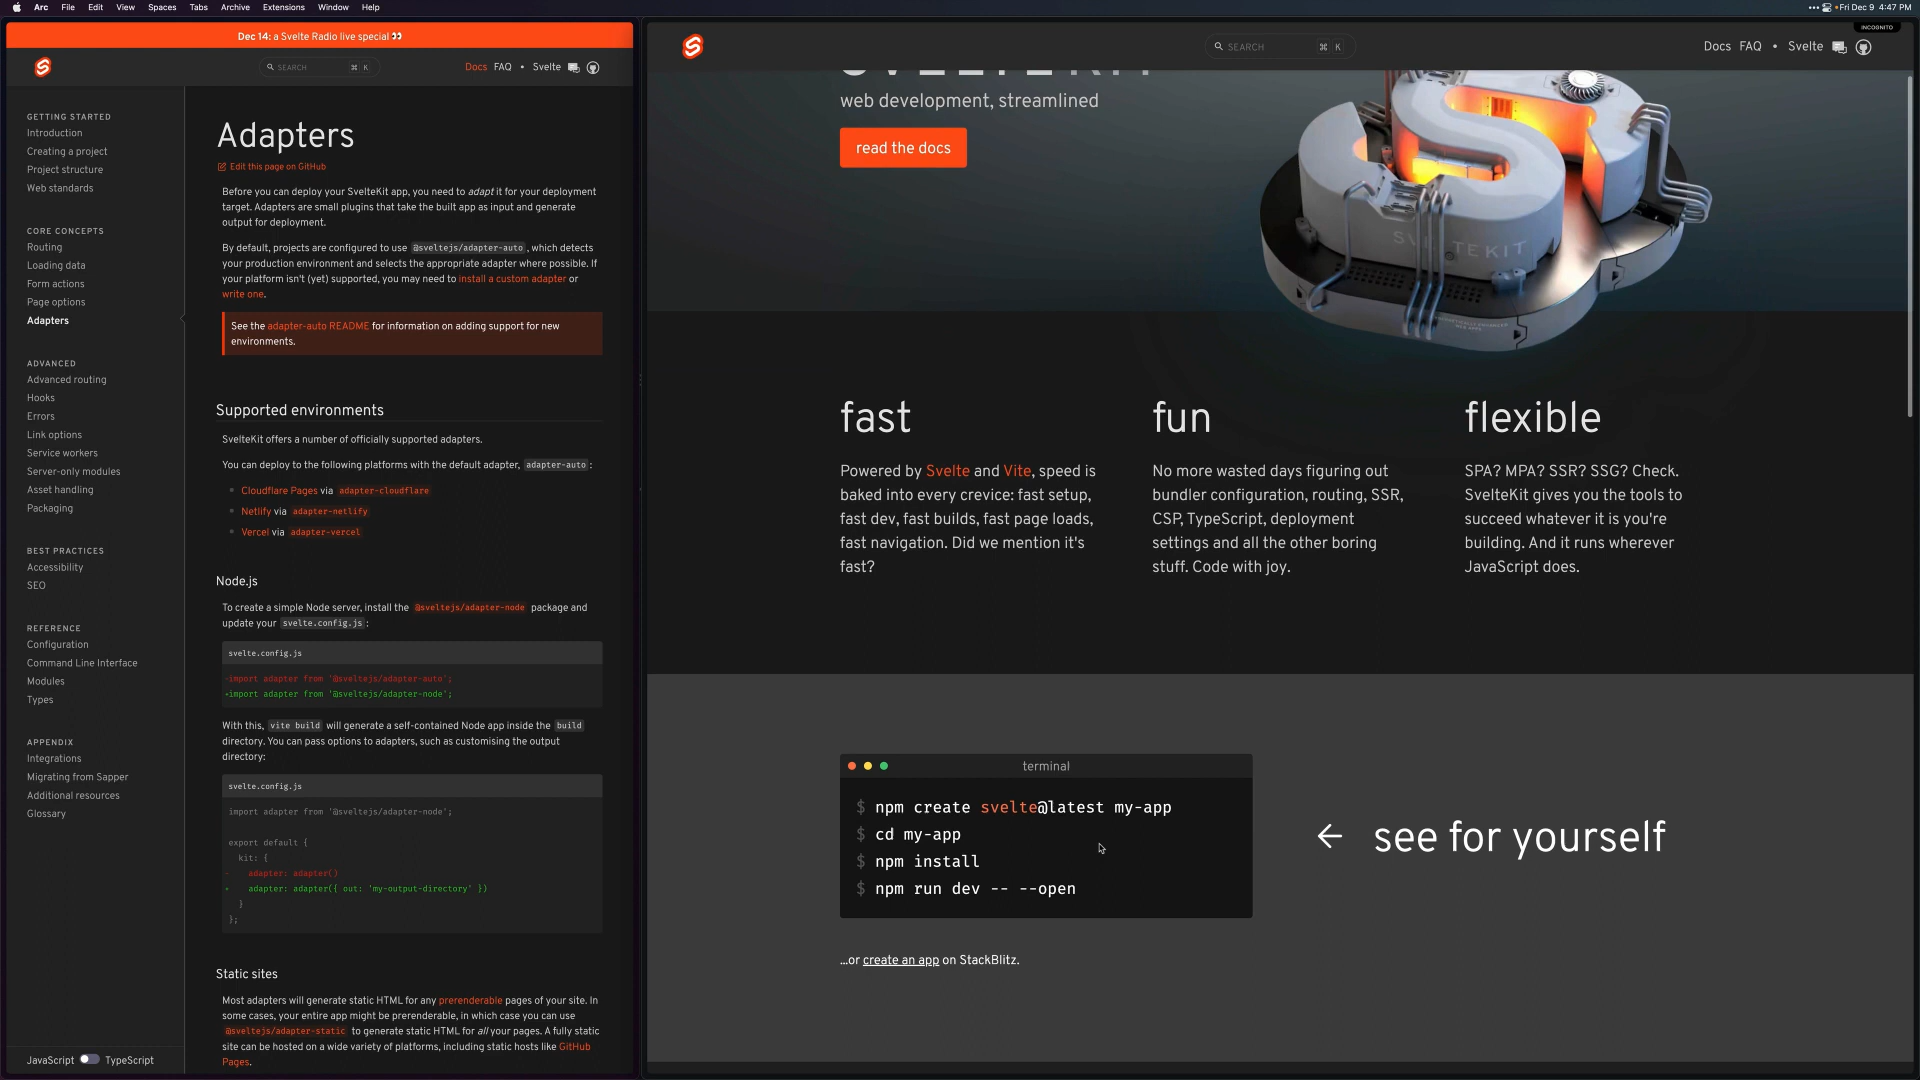 Arc File Edit View Spaces Tabs Archive Extensions Window Help
Fri Dec 9 4:47 PM
Dec 14: a Svelte Radio live special 👀
SEARCH ⌘ K
Docs FAQ • Svelte
GETTING STARTED
Introduction
Creating a project
Project structure
Web standards
CORE CONCEPTS
Routing
Loading data
Form actions
Page options
Adapters
ADVANCED
Advanced routing
Hooks
Errors
Link options
Service workers
Server-only modules
Asset handling
Packaging
BEST PRACTICES
Accessibility
SEO
REFERENCE
Configuration
Command Line Interface
Modules
Types
APPENDIX
Integrations
Migrating from Sapper
Additional resources
Glossary
JavaScript TypeScript
Adapters
Edit this page on GitHub
Before you can deploy your SvelteKit app, you need to adapt it for your deployment
target. Adapters are small plugins that take the built app as input and generate
output for deployment.
By default, projects are configured to use @sveltejs/adapter-auto, which detects
your production environment and selects the appropriate adapter where possible. If
your platform isn't (yet) supported, you may need to install a custom adapter or
write one.
See the adapter-auto README for information on adding support for new
environments.
Supported environments
SvelteKit offers a number of officially supported adapters.
You can deploy to the following platforms with the default adapter, adapter-auto:
Cloudflare Pages via adapter-cloudflare
Netlify via adapter-netlify
Vercel via adapter-vercel
Node.js
To create a simple Node server, install the @sveltejs/adapter-node package and
update your svelte.config.js:
svelte.config.js
-import adapter from '@sveltejs/adapter-auto';
+import adapter from '@sveltejs/adapter-node';
With this, vite build will generate a self-contained Node app inside the build
directory. You can pass options to adapters, such as customising the output
directory:
svelte.config.js
import adapter from '@sveltejs/adapter-node';
export default {
kit: {
- adapter: adapter()
+ adapter: adapter({ out: 'my-output-directory' })
}
};
Static sites
Most adapters will generate static HTML for any prerenderable pages of your site. In
some cases, your entire app might be prerenderable, in which case you can use
@sveltejs/adapter-static to generate static HTML for all your pages. A fully static
site can be hosted on a wide variety of platforms, including static hosts like GitHub
Pages.
INCOGNITO
SEARCH ⌘ K
Docs FAQ • Svelte
SVELTEKIT
web development, streamlined
read the docs
SVELTEKIT
fast
Powered by Svelte and Vite, speed is
baked into every crevice: fast setup,
fast dev, fast builds, fast page loads,
fast navigation. Did we mention it's
fast?
fun
No more wasted days figuring out
bundler configuration, routing, SSR,
CSP, TypeScript, deployment
settings and all the other boring
stuff. Code with joy.
flexible
SPA? MPA? SSR? SSG? Check.
SvelteKit gives you the tools to
succeed whatever it is you're
building. And it runs wherever
JavaScript does.
terminal
$ npm create svelte@latest my-app
$ cd my-app
$ npm install
$ npm run dev -- --open
← see for yourself
...or create an app on StackBlitz.